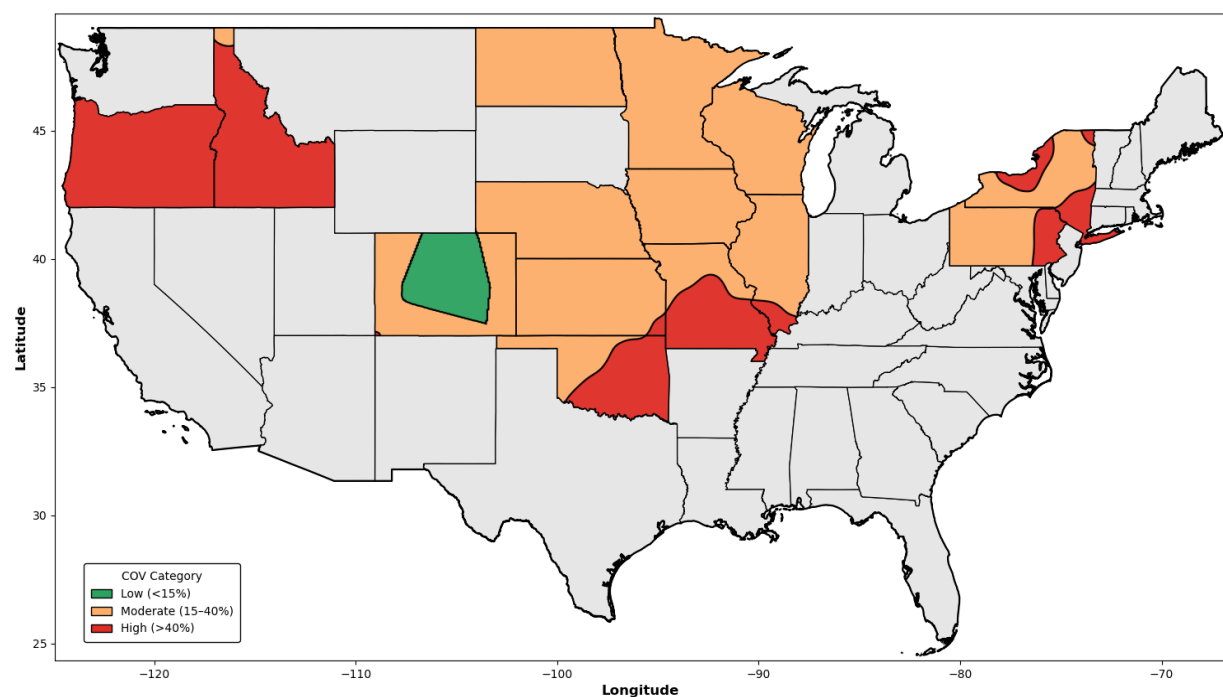 Latitude
45
40
35
30
25
COV Category
Low (<15%)
Moderate (15–40%)
High (>40%)
−120
−110
−100
−90
−80
−70
Longitude